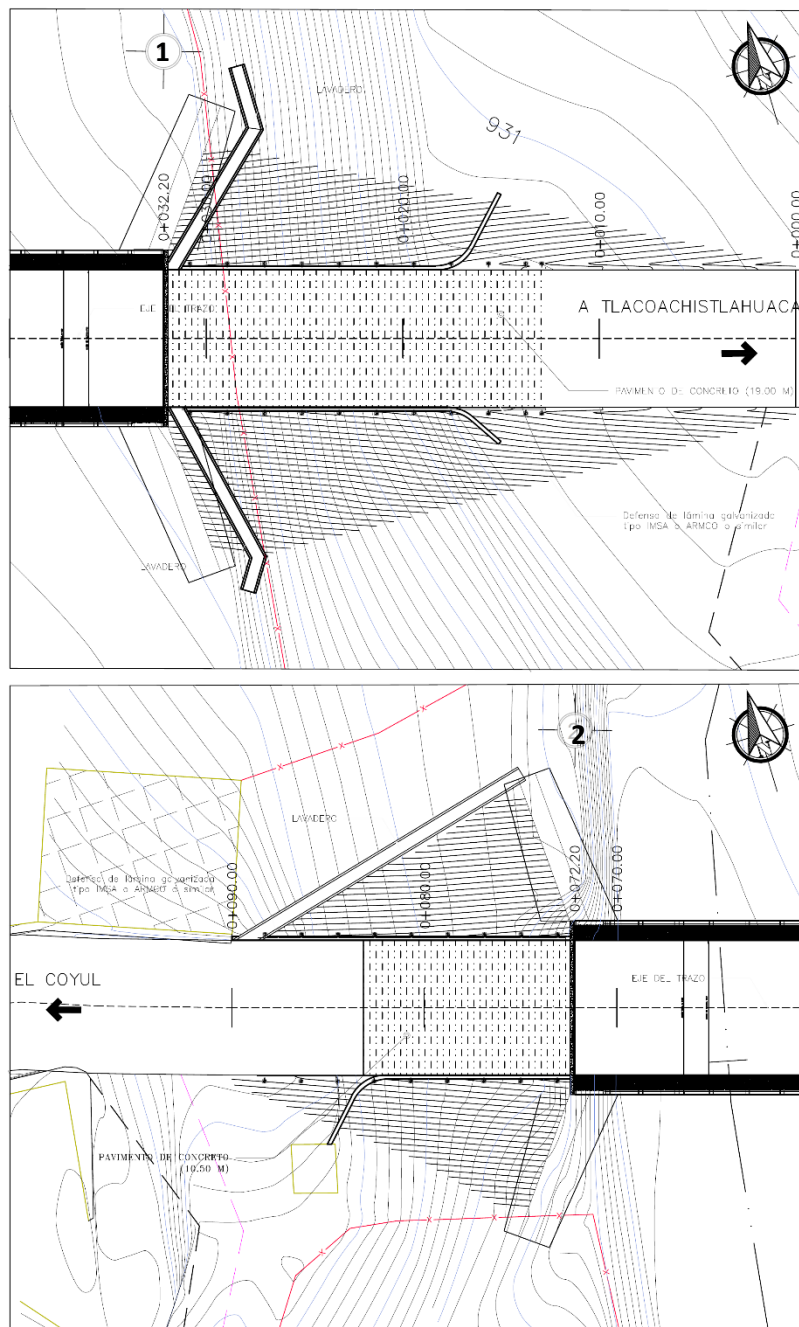 1
LAVADERO
931
0+032.20
0+020.00
0+010.00
0+000.00
A TLACOACHISTLAHUACA
PAVIMENTO DE CONCRETO (19.00 M)
Defensa de lámina galvanizada
tipo IMSA o ARMCO o similar
LAVADERO
2
LAVADERO
Defensa de lámina galvanizada
tipo IMSA o ARMCO o similar
0+090.00
0+080.00
0+072.20
0+070.00
EL COYUL
EJE DEL TRAZO
PAVIMENTO DE CONCRETO
(10.50 M)